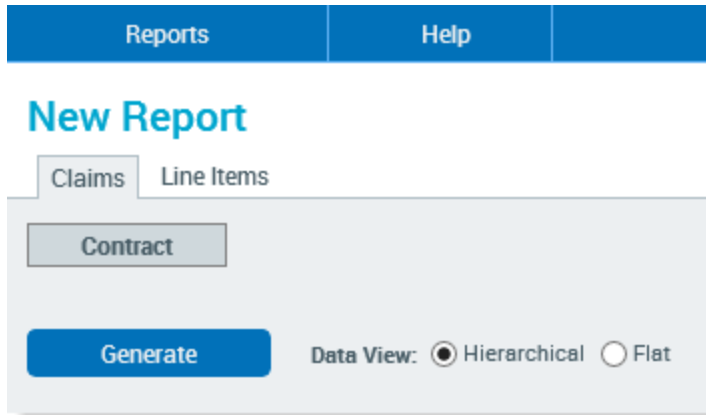 Reports Help
New Report
Claims Line Items
Contract
Generate Data View: Hierarchical Flat